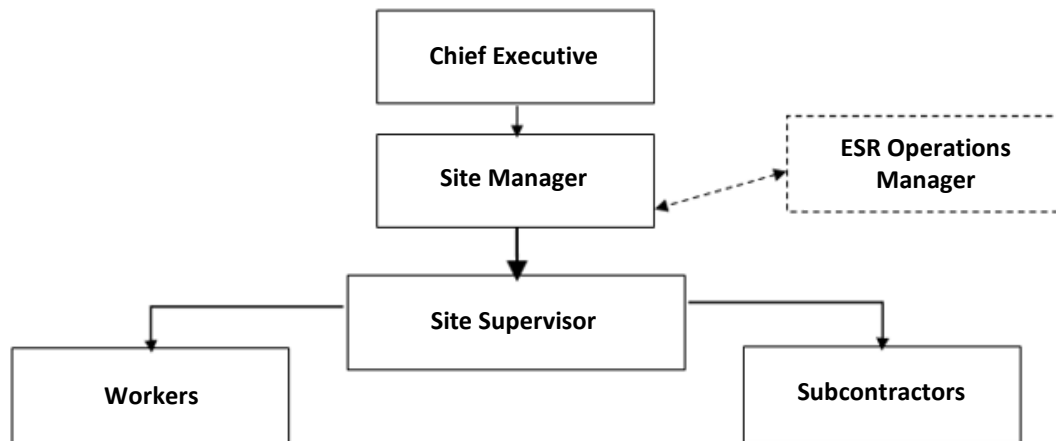 Chief Executive
Site Manager
ESR Operations
Manager
Site Supervisor
Workers
Subcontractors